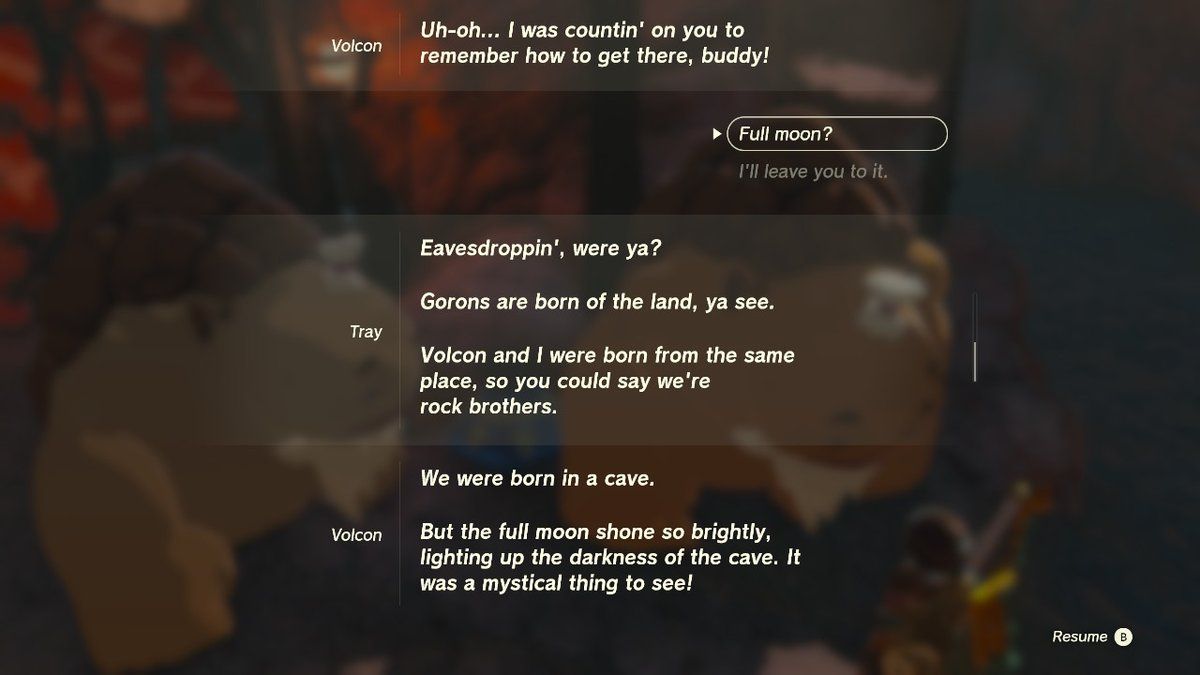 Volcon
Uh-oh... I was countin' on you to
remember how to get there, buddy!
Full moon?
I'll leave you to it.
Tray
Eavesdroppin', were ya?
Gorons are born of the land, ya see.
Volcon and I were born from the same
place, so you could say we're
rock brothers.
Volcon
We were born in a cave.
But the full moon shone so brightly,
lighting up the darkness of the cave. It
was a mystical thing to see!
Resume B